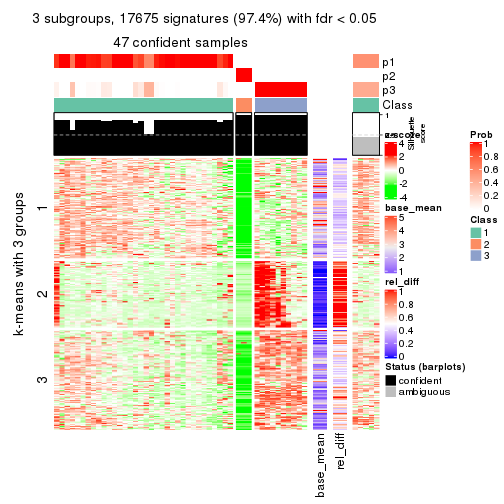 3 subgroups, 17675 signatures (97.4%) with fdr < 0.05
47 confident samples
p1
p2
p3
Class
1
Silhouette
score
k-means with 3 groups
1
2
3
base_mean
rel_diff
z-score
4
2
0
-2
-4
base_mean
5
4
3
2
1
rel_diff
1
0.8
0.6
0.4
0.2
0
Status (barplots)
confident
ambiguous
Prob
1
0.8
0.6
0.4
0.2
0
Class
1
2
3